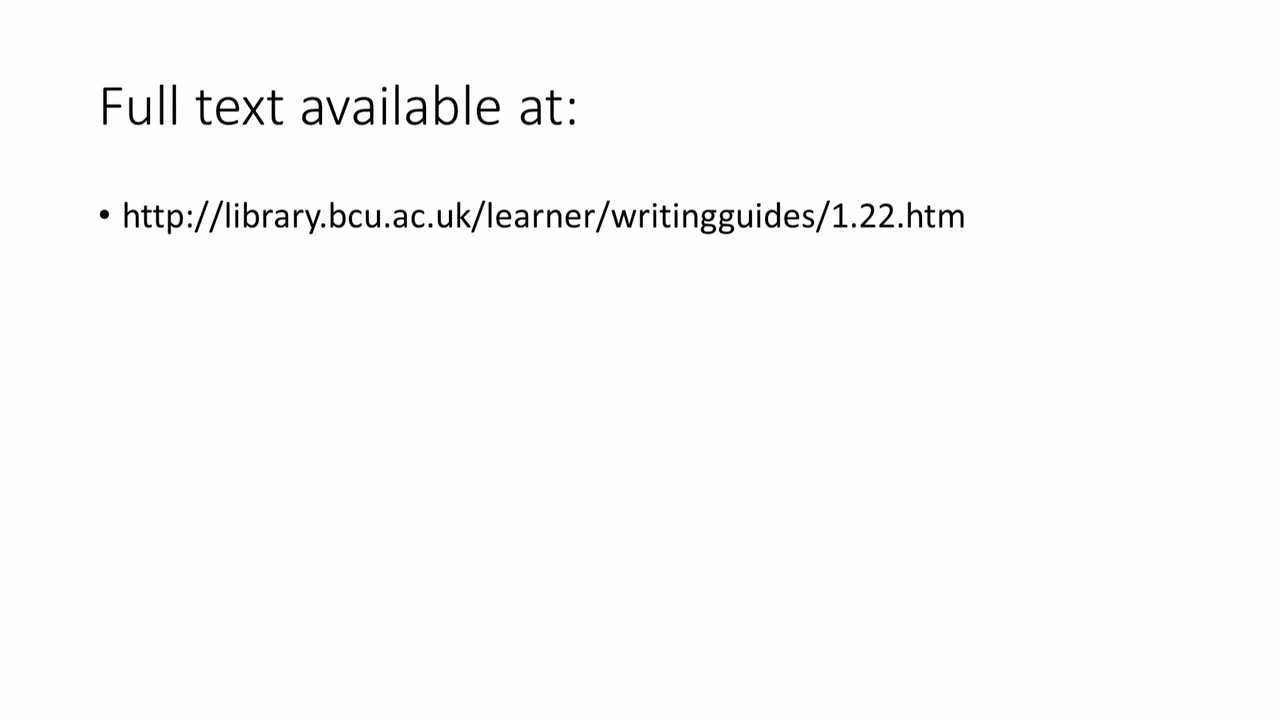 Full text available at:
• http://library.bcu.ac.uk/learner/writingguides/1.22.htm